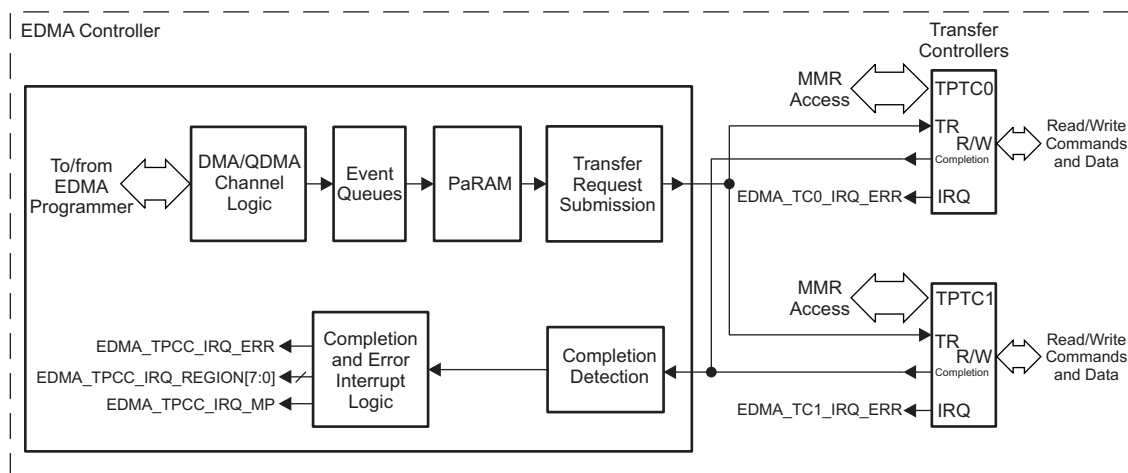 EDMA Controller
Transfer
Controllers
MMR
Access
TPTC0
TR
R/W
Completion
IRQ
Read/Write
Commands
and Data
EDMA_TC0_IRQ_ERR
To/from
EDMA
Programmer
DMA/QDMA
Channel
Logic
Event
Queues
PaRAM
Transfer
Request
Submission
MMR
Access
TPTC1
TR
R/W
Completion
IRQ
Read/Write
Commands
and Data
EDMA_TC1_IRQ_ERR
EDMA_TPCC_IRQ_ERR
EDMA_TPCC_IRQ_REGION[7:0]
EDMA_TPCC_IRQ_MP
Completion
and Error
Interrupt
Logic
Completion
Detection